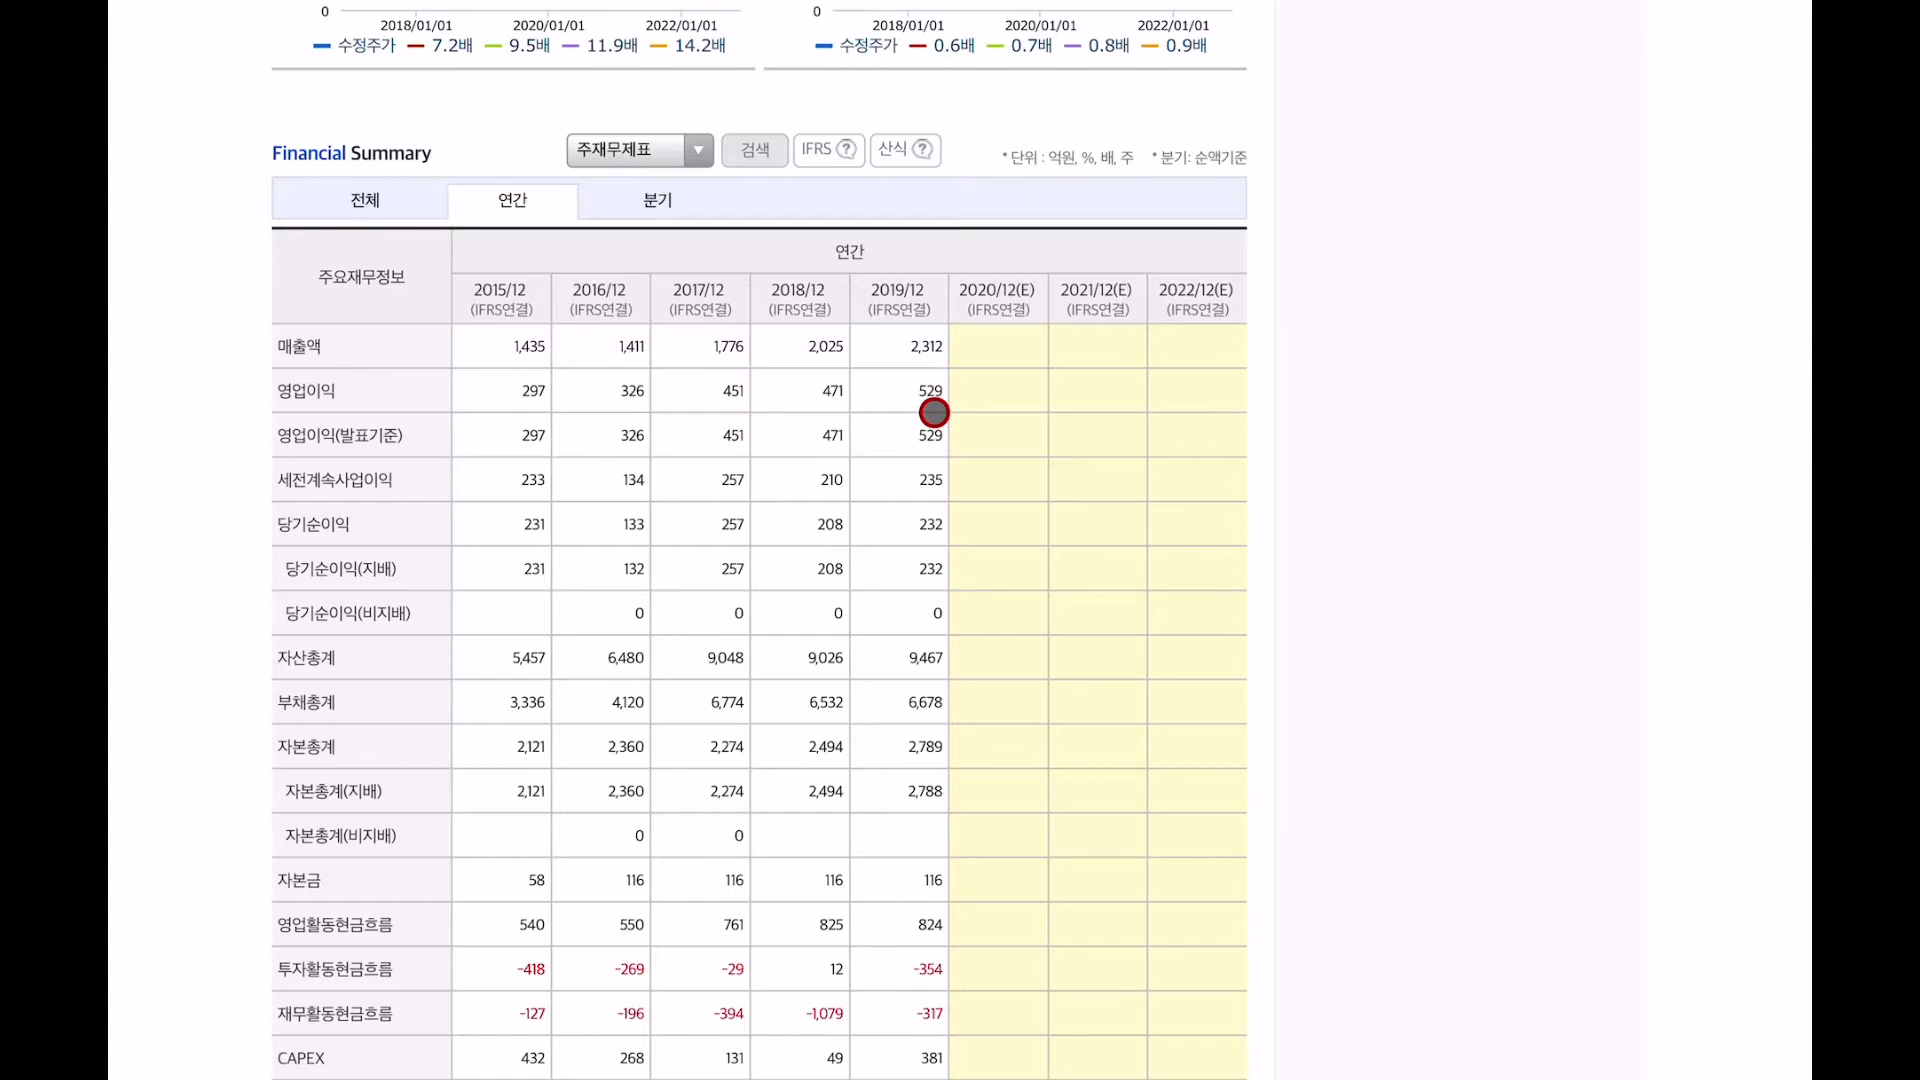 0 0
2018/01/01 2020/01/01 2022/01/01 2018/01/01 2020/01/01 2022/01/01
수정주가 7.2배 9.5배 11.9배 14.2배 수정주가 0.6배 0.7배 0.8배 0.9배
Financial Summary 주재무제표 검색 IFRS ? 산식 ? * 단위 : 억원, %, 배, 주 * 분기: 순액기준
전체 연간 분기
주요재무정보 연간
2015/12 2016/12 2017/12 2018/12 2019/12 2020/12(E) 2021/12(E) 2022/12(E)
(IFRS연결) (IFRS연결) (IFRS연결) (IFRS연결) (IFRS연결) (IFRS연결) (IFRS연결) (IFRS연결)
매출액 1,435 1,411 1,776 2,025 2,312
영업이익 297 326 451 471 529
영업이익(발표기준) 297 326 451 471 529
세전계속사업이익 233 134 257 210 235
당기순이익 231 133 257 208 232
당기순이익(지배) 231 132 257 208 232
당기순이익(비지배) 0 0 0 0
자산총계 5,457 6,480 9,048 9,026 9,467
부채총계 3,336 4,120 6,774 6,532 6,678
자본총계 2,121 2,360 2,274 2,494 2,789
자본총계(지배) 2,121 2,360 2,274 2,494 2,788
자본총계(비지배) 0 0
자본금 58 116 116 116 116
영업활동현금흐름 540 550 761 825 824
투자활동현금흐름 -418 -269 -29 12 -354
재무활동현금흐름 -127 -196 -394 -1,079 -317
CAPEX 432 268 131 49 381